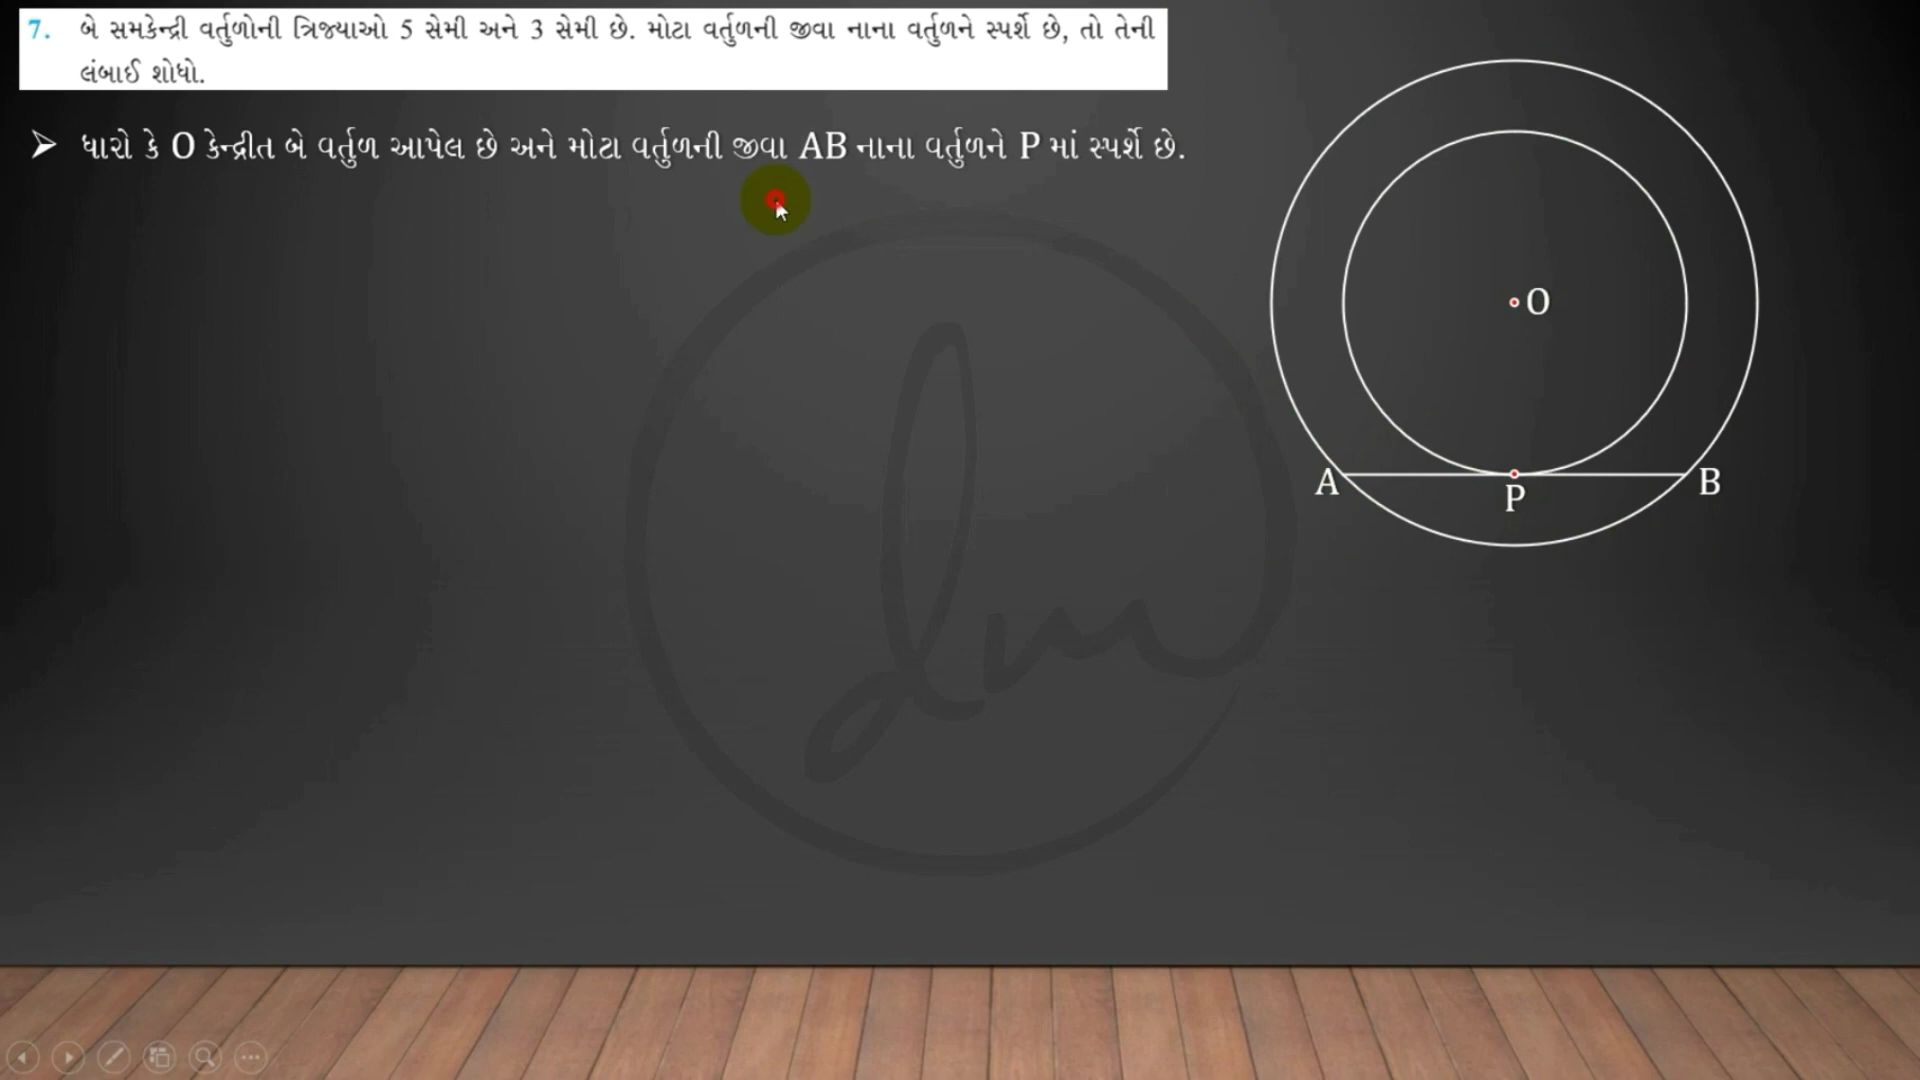 7. બે સમકેન્દ્રી વર્તુળોની ત્રિજ્યાઓ 5 સેમી અને 3 સેમી છે. મોટા વર્તુળની જીવા નાના વર્તુળને સ્પર્શે છે, તો તેની
લંબાઈ શોધો.
➤ ધારો કે O કેન્દ્રીત બે વર્તુળ આપેલ છે અને મોટા વર્તુળની જીવા AB નાના વર્તુળને P માં સ્પર્શે છે.
O
A P B
dm